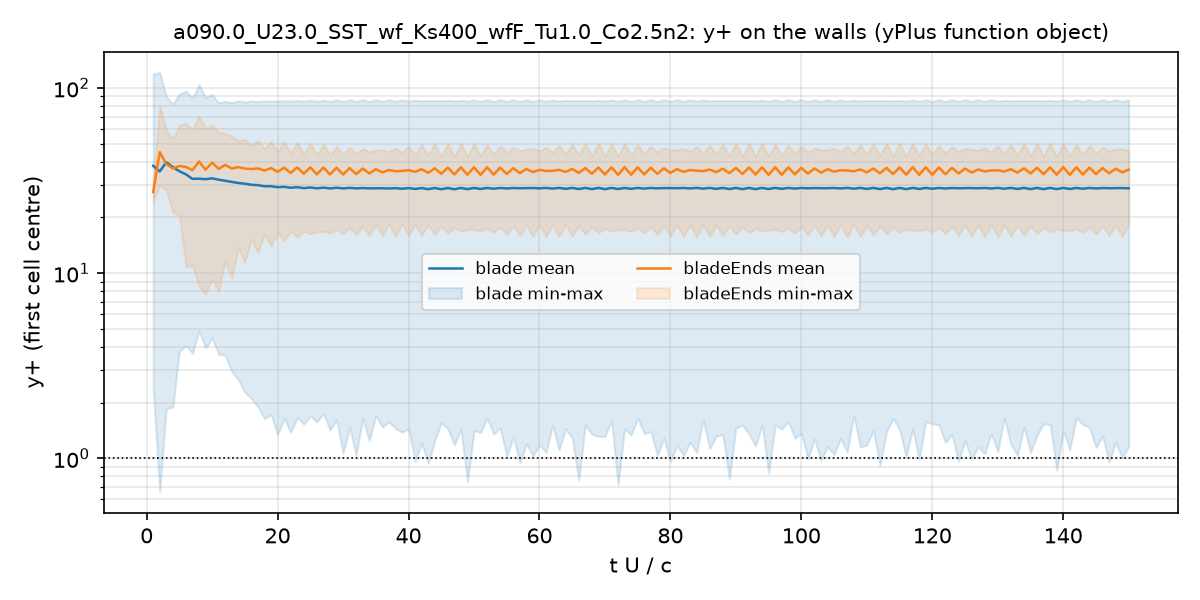 a090.0_U23.0_SST_wf_Ks400_wfF_Tu1.0_Co2.5n2: y+ on the walls (yPlus function object)
y+ (first cell centre)
10²
10¹
10⁰
blade mean
blade min-max
bladeEnds mean
bladeEnds min-max
0 20 40 60 80 100 120 140
t U / c